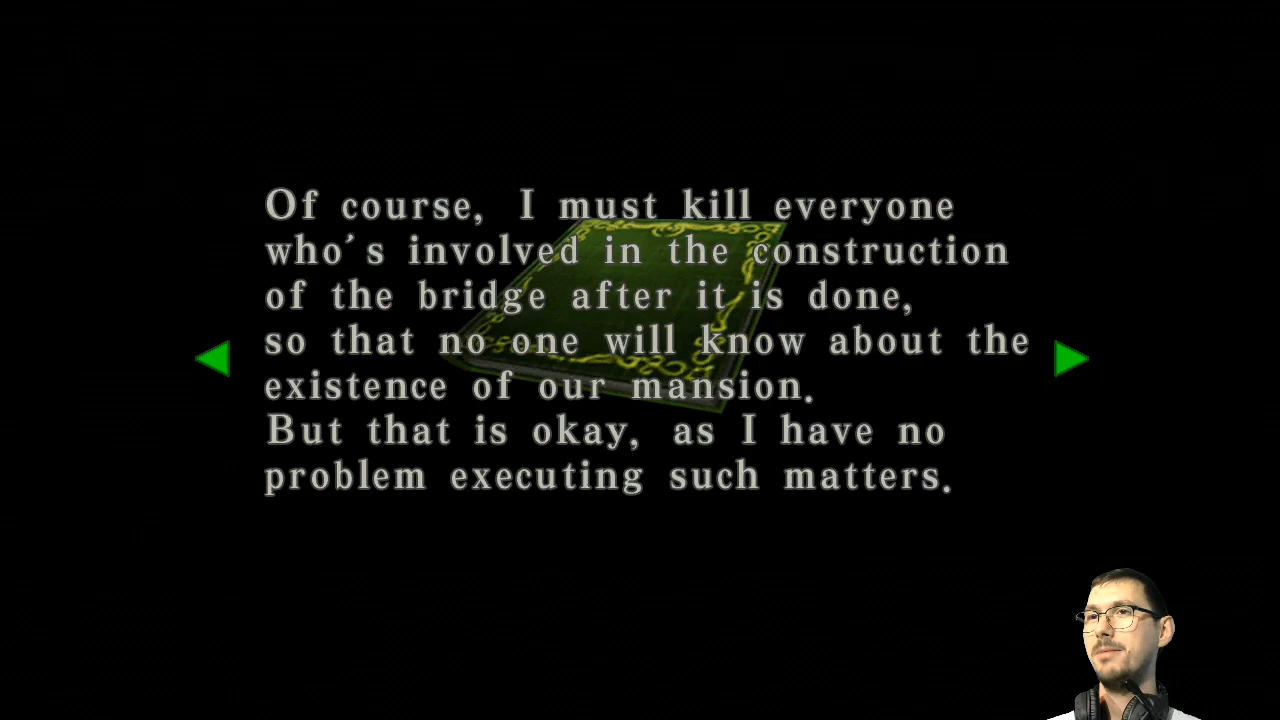 Of course, I must kill everyone
who's involved in the construction
of the bridge after it is done,
so that no one will know about the
existence of our mansion.
But that is okay, as I have no
problem executing such matters.